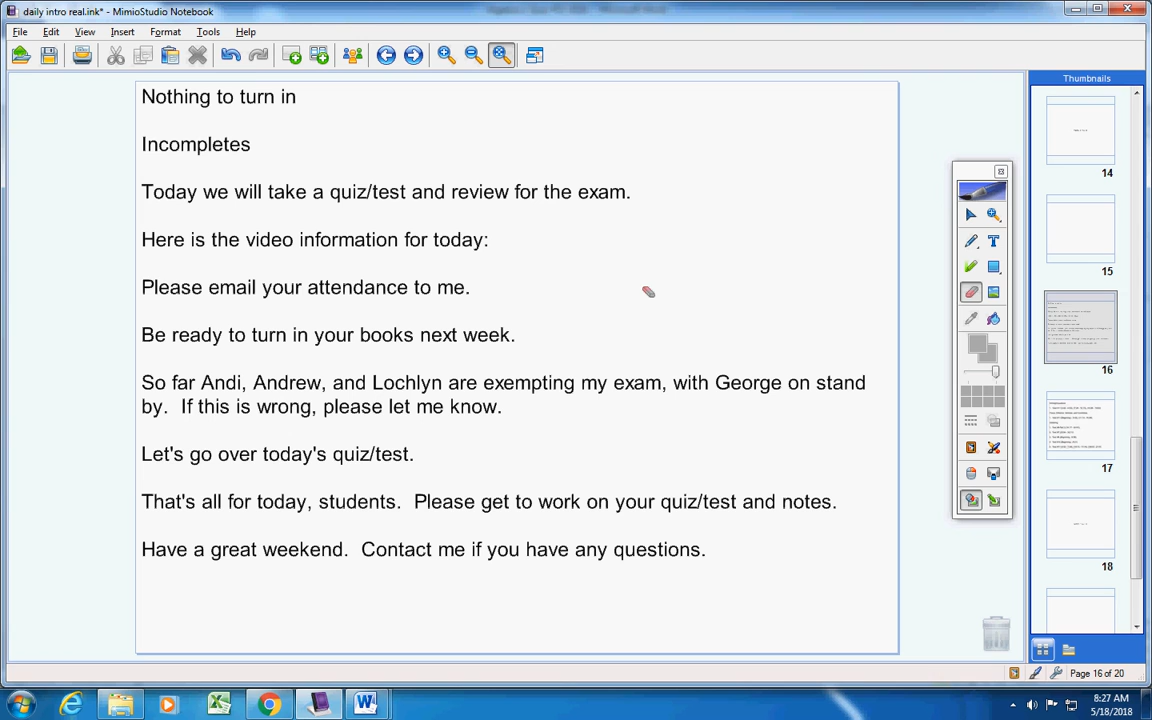 daily intro real.ink* - MimioStudio Notebook
File Edit View Insert Format Tools Help
Nothing to turn in
Incompletes
Today we will take a quiz/test and review for the exam.
Here is the video information for today:
Please email your attendance to me.
Be ready to turn in your books next week.
So far Andi, Andrew, and Lochlyn are exempting my exam, with George on stand
by.  If this is wrong, please let me know.
Let's go over today's quiz/test.
That's all for today, students.  Please get to work on your quiz/test and notes.
Have a great weekend.  Contact me if you have any questions.
Thumbnails
14
15
16
17
18
Page 16 of 20
8:27 AM
5/18/2018